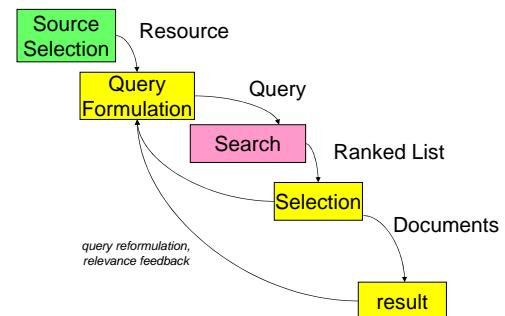 Source
Selection
Resource
Query
Formulation
Query
Search
Ranked List
Selection
Documents
query reformulation,
relevance feedback
result